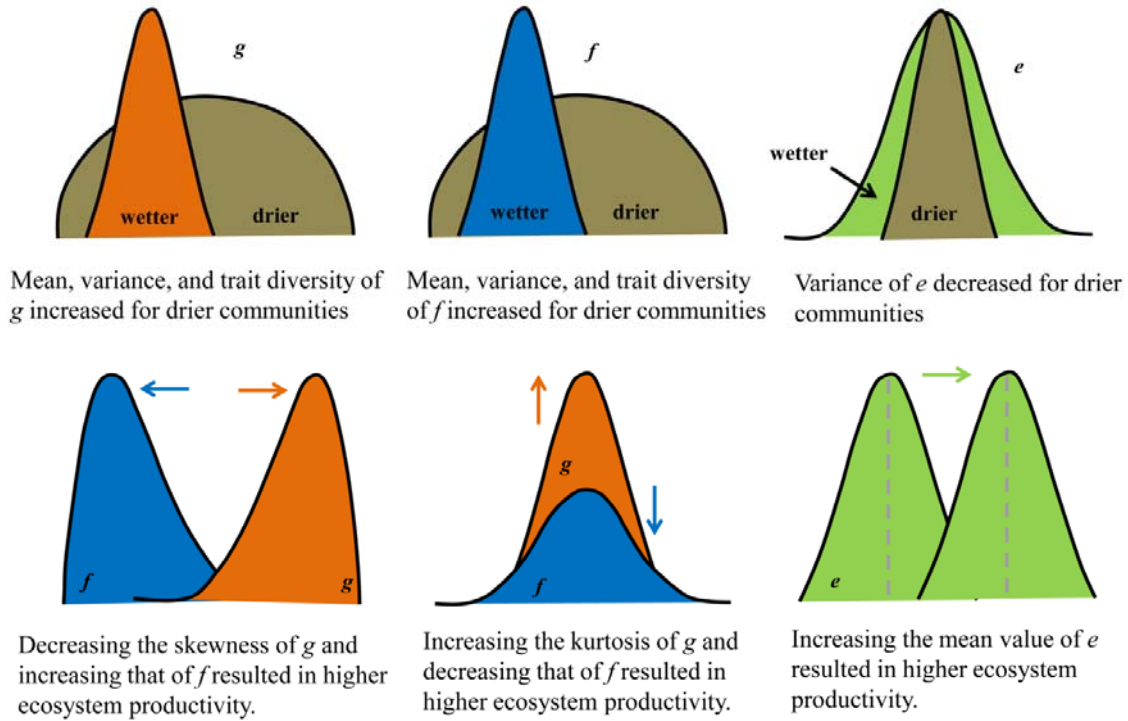 g
wetter
drier
Mean, variance, and trait diversity of
g increased for drier communities
f
wetter
drier
Mean, variance, and trait diversity
of f increased for drier communities
e
wetter
drier
Variance of e decreased for drier
communities
f
g
Decreasing the skewness of g and
increasing that of f resulted in higher
ecosystem productivity.
g
f
Increasing the kurtosis of g and
decreasing that of f resulted in
higher ecosystem productivity.
e
Increasing the mean value of e
resulted in higher ecosystem
productivity.